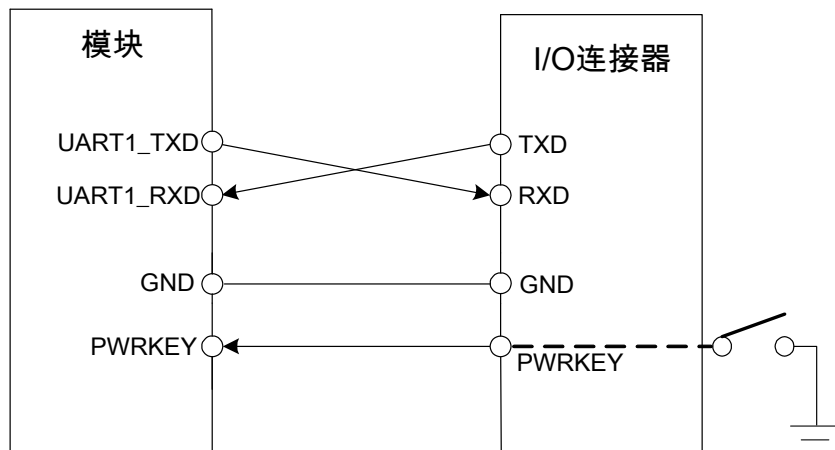 模块
I/O连接器
UART1_TXD
TXD
UART1_RXD
RXD
GND
GND
PWRKEY
PWRKEY